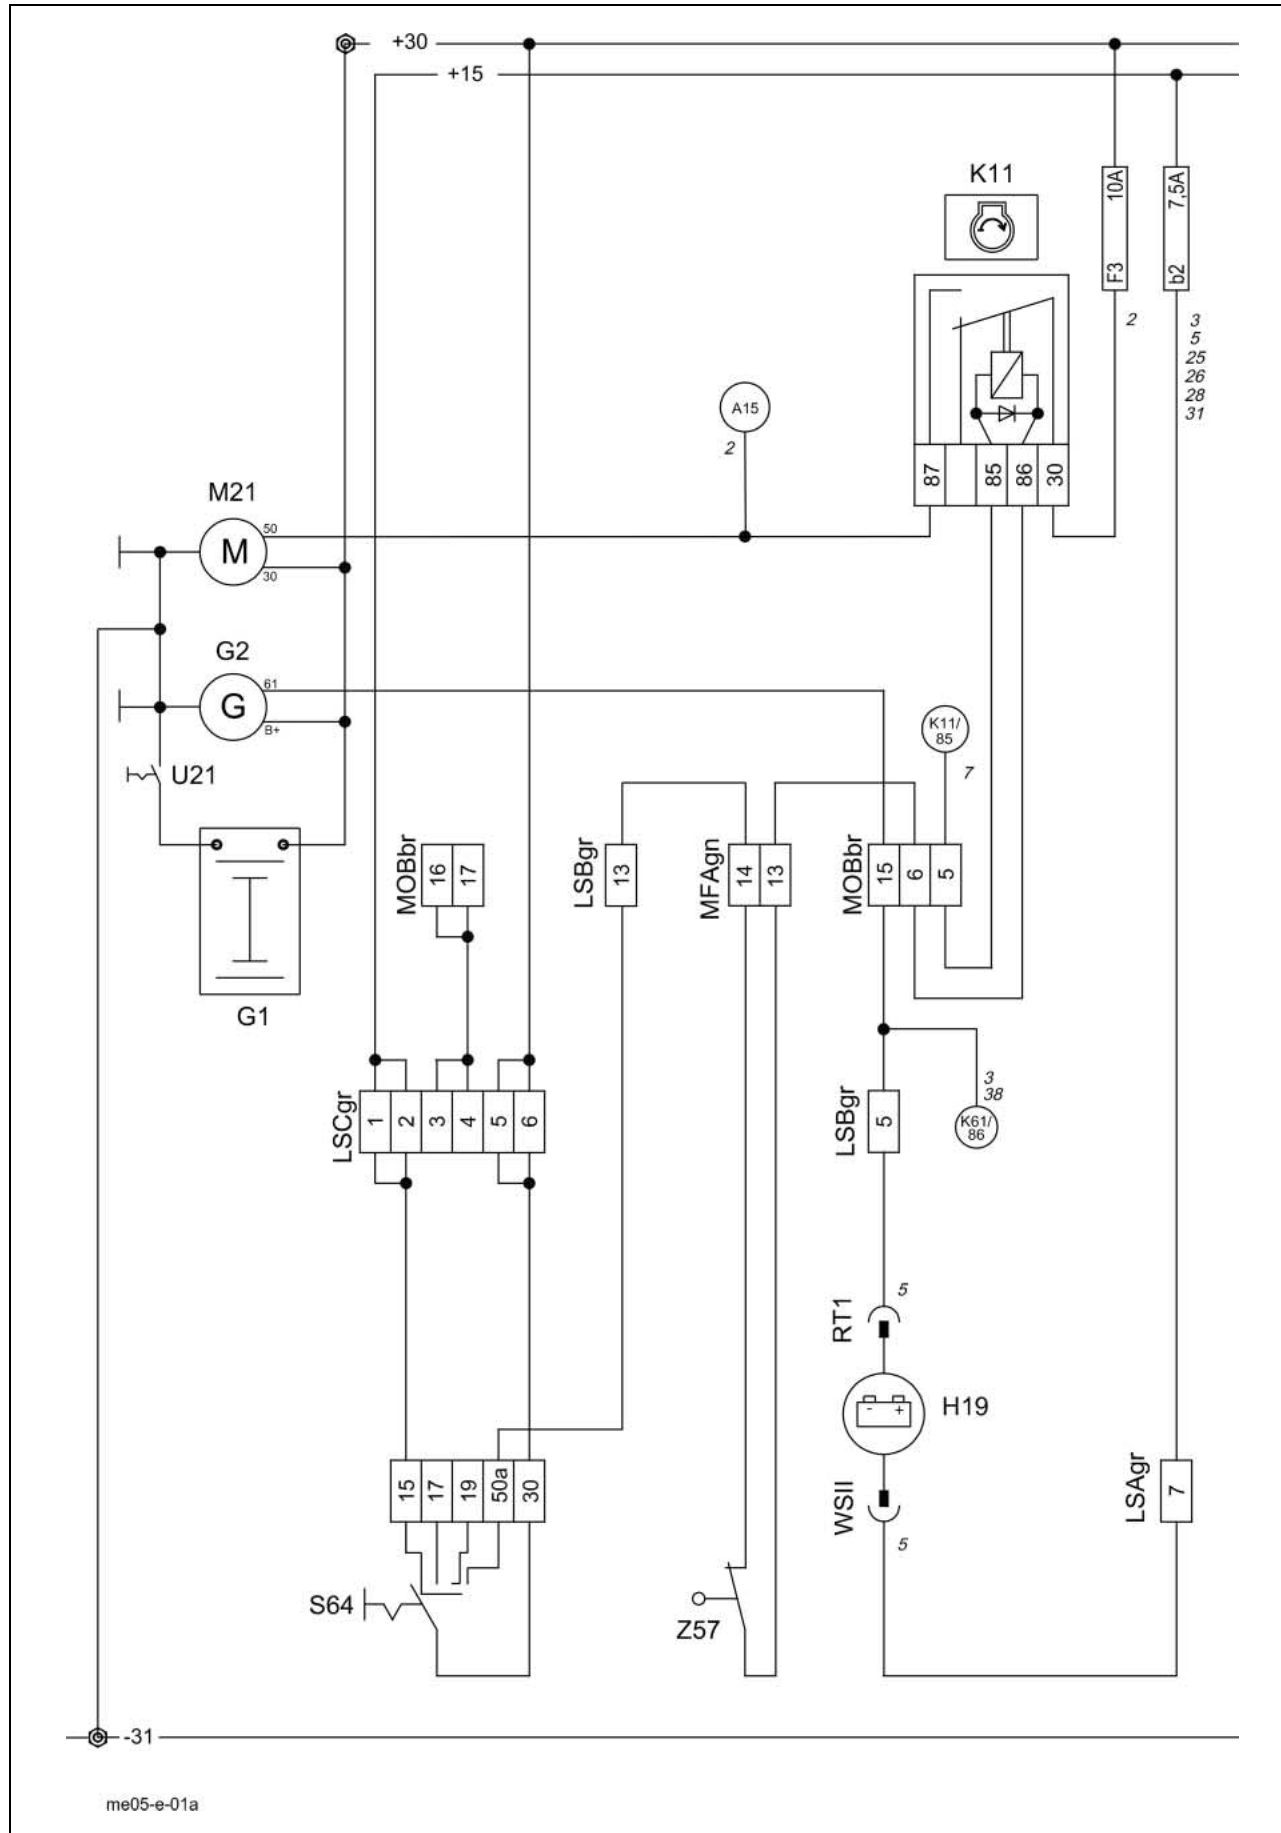 +30
+15
K11
10A
F3
7,5A
b2
2
3
5
25
26
28
31
A15
2
87
85
86
30
M21
M
50
30
G2
G
61
B+
U21
K11/
85
7
MOBbr
16
17
LSBgr
13
MFAgn
14
13
MOBbr
15
6
5
G1
LSCgr
1
2
3
4
5
6
LSBgr
5
3
38
K61/
86
RT1
5
- +
H19
WSII
5
LSAgr
7
15
17
19
50a
30
S64
Z57
-31
me05-e-01a